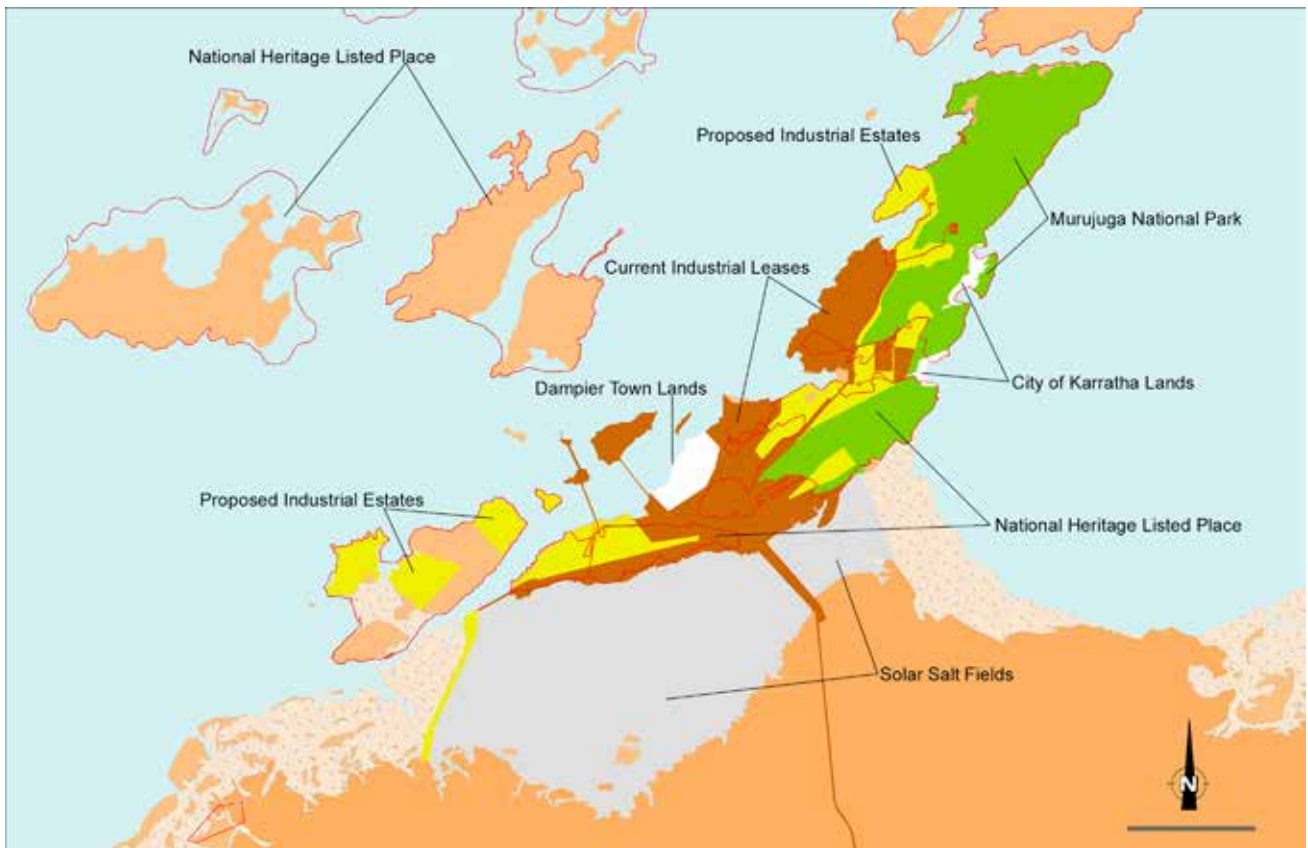 National Heritage Listed Place
Proposed Industrial Estates
Murujuga National Park
Current Industrial Leases
City of Karratha Lands
Dampier Town Lands
Proposed Industrial Estates
National Heritage Listed Place
Solar Salt Fields
N